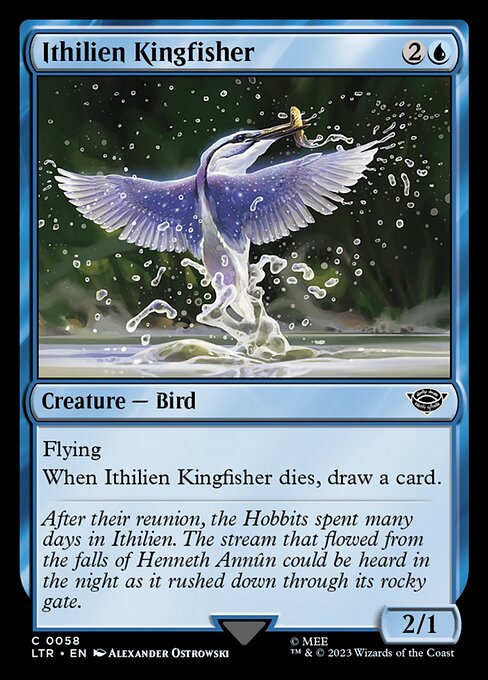 Ithilien Kingfisher 2
Creature — Bird
Flying
When Ithilien Kingfisher dies, draw a card.
After their reunion, the Hobbits spent many
days in Ithilien. The stream that flowed from
the falls of Henneth Annûn could be heard in
the night as it rushed down through its rocky
gate.
2/1
C 0058
LTR • EN Alexander Ostrowski
© MEE
™ & © 2023 Wizards of the Coast